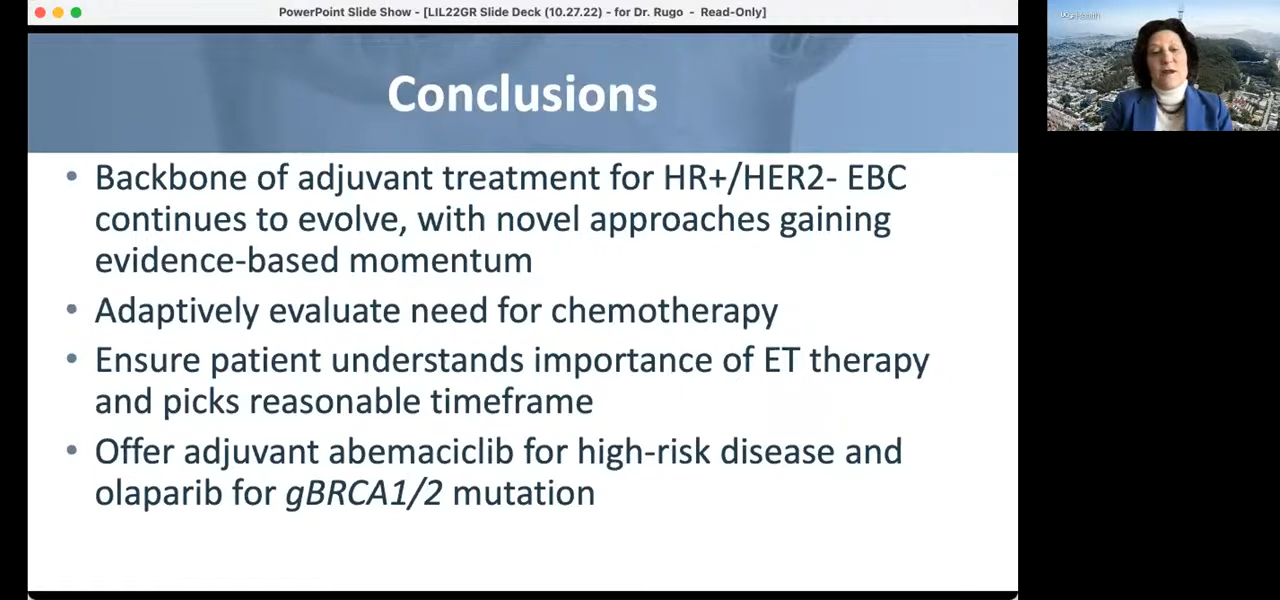 PowerPoint Slide Show - [LIL22GR Slide Deck (10.27.22) - for Dr. Rugo - Read-Only]
Conclusions
• Backbone of adjuvant treatment for HR+/HER2- EBC
continues to evolve, with novel approaches gaining
evidence-based momentum
• Adaptively evaluate need for chemotherapy
• Ensure patient understands importance of ET therapy
and picks reasonable timeframe
• Offer adjuvant abemaciclib for high-risk disease and
olaparib for gBRCA1/2 mutation